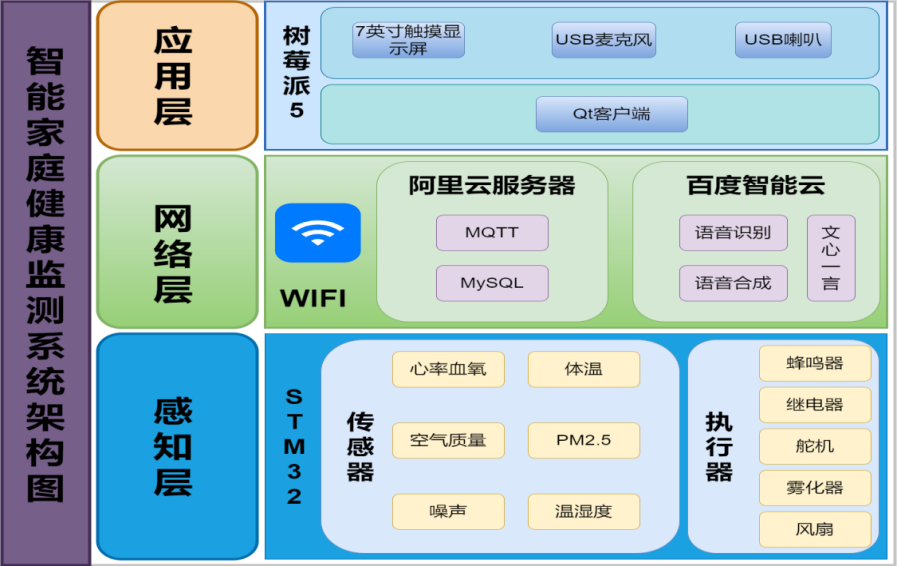 智能家庭健康监测系统架构图
应用层
树莓派5
7英寸触摸显
示屏
USB麦克风
USB喇叭
Qt客户端
网络层
WIFI
阿里云服务器
MQTT
MySQL
百度智能云
语音识别
语音合成
文心一言
感知层
STM32
传感器
心率血氧
体温
空气质量
PM2.5
噪声
温湿度
执行器
蜂鸣器
继电器
舵机
雾化器
风扇